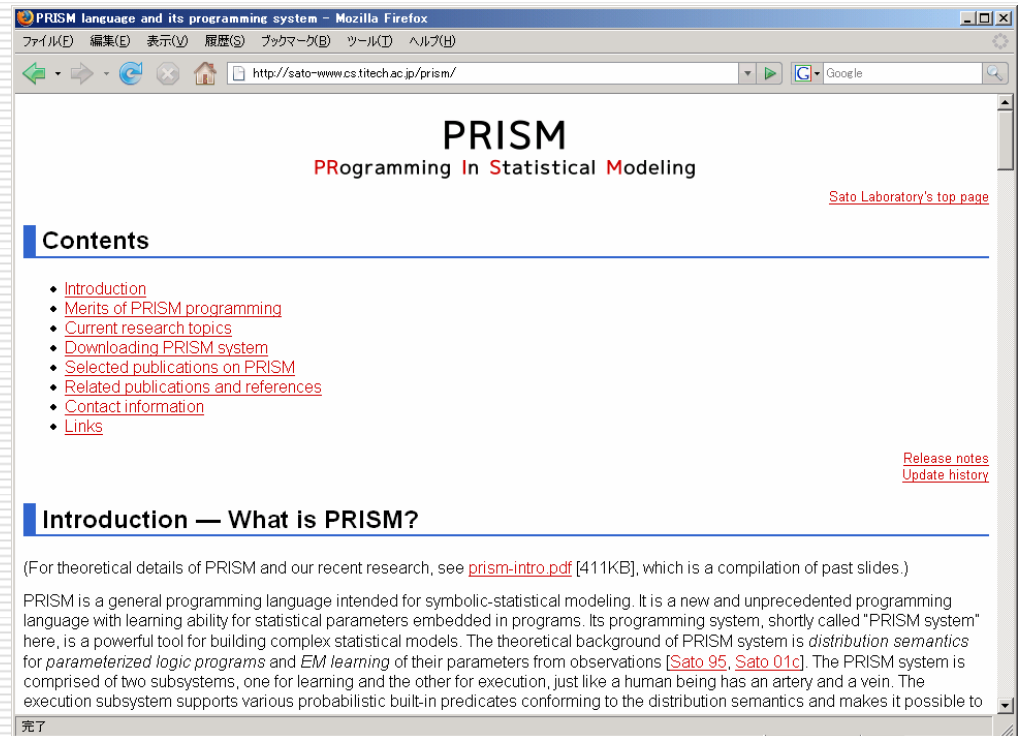 PRISM language and its programming system - Mozilla Firefox
ファイル(F) 編集(E) 表示(V) 履歴(S) ブックマーク(B) ツール(T) ヘルプ(H)
http://sato-www.cs.titech.ac.jp/prism/ G Google
PRISM
PRogramming In Statistical Modeling
Sato Laboratory's top page
Contents
Introduction
Merits of PRISM programming
Current research topics
Downloading PRISM system
Selected publications on PRISM
Related publications and references
Contact information
Links
Release notes
Update history
Introduction — What is PRISM?
(For theoretical details of PRISM and our recent research, see prism-intro.pdf [411KB], which is a compilation of past slides.)
PRISM is a general programming language intended for symbolic-statistical modeling. It is a new and unprecedented programming
language with learning ability for statistical parameters embedded in programs. Its programming system, shortly called "PRISM system"
here, is a powerful tool for building complex statistical models. The theoretical background of PRISM system is distribution semantics
for parameterized logic programs and EM learning of their parameters from observations [Sato 95, Sato 01c]. The PRISM system is
comprised of two subsystems, one for learning and the other for execution, just like a human being has an artery and a vein. The
execution subsystem supports various probabilistic built-in predicates conforming to the distribution semantics and makes it possible to
完了